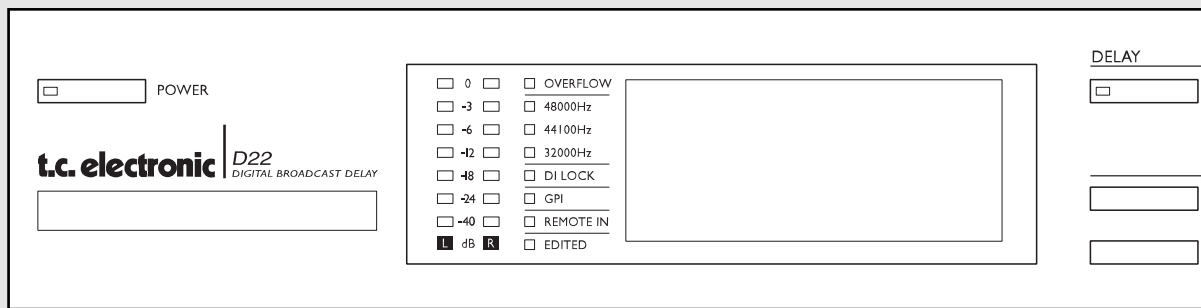 POWER
t.c. electronic
D22
DIGITAL BROADCAST DELAY
0 OVERFLOW
-3 48000Hz
-6 44100Hz
-12 32000Hz
-18 DI LOCK
-24 GPI
-40 REMOTE IN
L dB R EDITED
DELAY